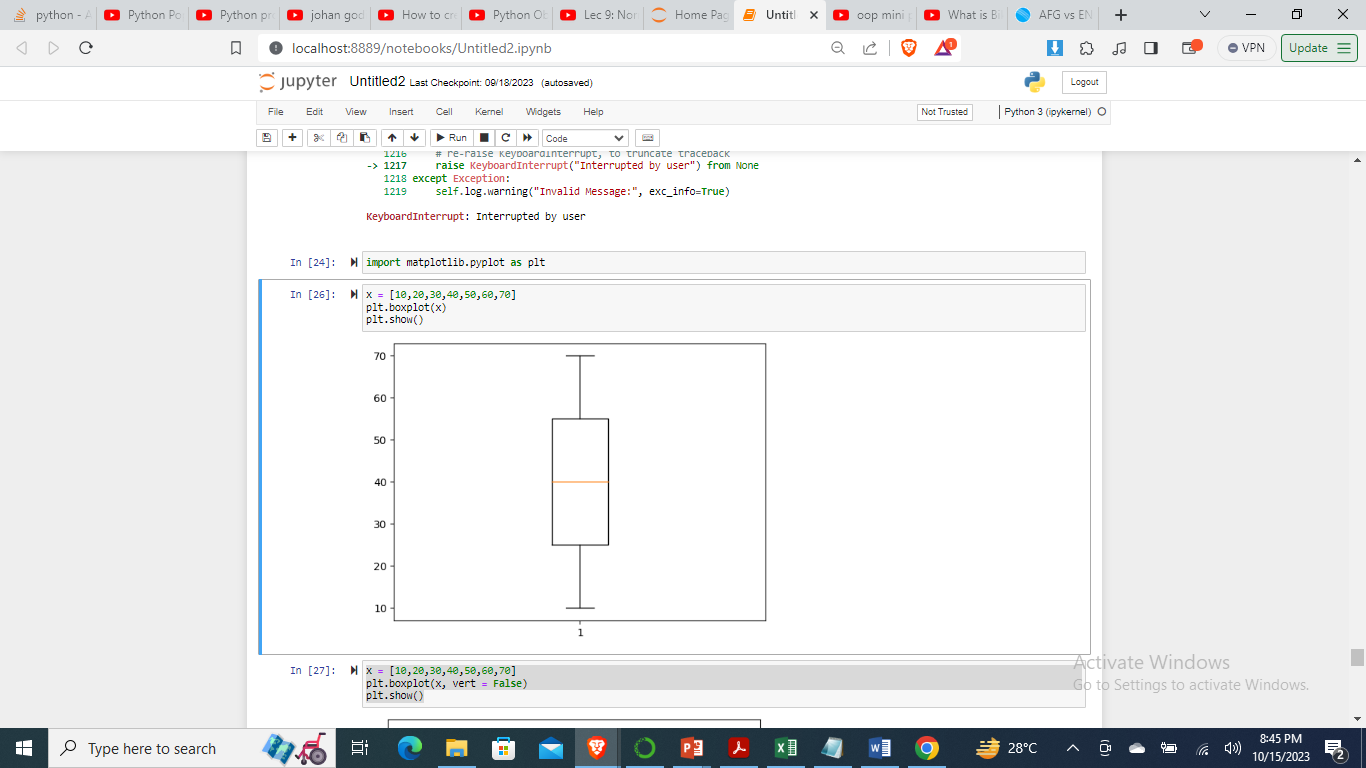 python - A
Python Po
Python pr
johan god
How to cre
Python Ob
Lec 9: Nor
Home Pag
Untitl
oop mini p
What is Bi
AFG vs EN
localhost:8889/notebooks/Untitled2.ipynb
1
VPN
Update
jupyter Untitled2 Last Checkpoint: 09/18/2023 (autosaved)
Logout
File Edit View Insert Cell Kernel Widgets Help
Not Trusted
Python 3 (ipykernel)
Run
Code
1216 # re-raise KeyboardInterrupt, to truncate traceback
-> 1217 raise KeyboardInterrupt("Interrupted by user") from None
1218 except Exception:
1219 self.log.warning("Invalid Message:", exc_info=True)
KeyboardInterrupt: Interrupted by user
In [24]: import matplotlib.pyplot as plt
In [26]: x = [10,20,30,40,50,60,70]
plt.boxplot(x)
plt.show()
70
60
50
40
30
20
10
1
In [27]: x = [10,20,30,40,50,60,70]
plt.boxplot(x, vert = False)
plt.show()
Activate Windows
Go to Settings to activate Windows.
Type here to search
28°C
8:45 PM
10/15/2023
2